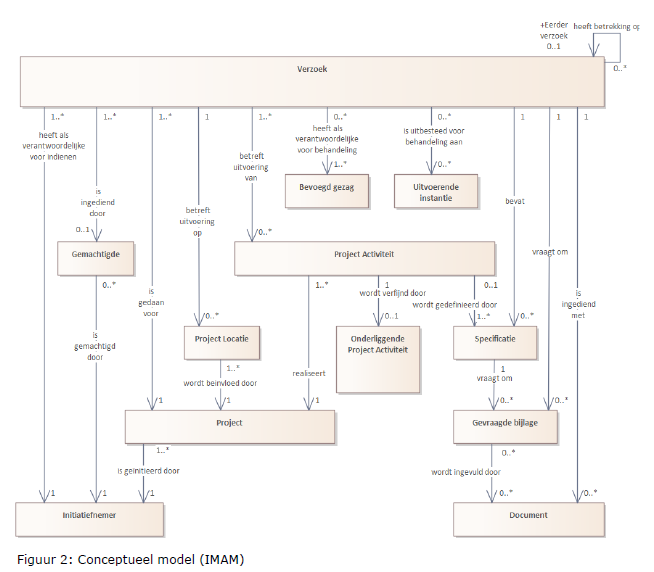 +Eerder
verzoek
0..1
heeft betrekking op
Verzoek
0..*
1..*
1..*
1..*
1
1..*
0..*
0..*
1
1
1
heeft als
verantwoordelijke
voor indienen
heeft als
verantwoordelijke
voor behandeling
is uitbesteed voor
behandeling aan
betreft
uitvoering
van
1..*
0..*
Bevoegd gezag
Uitvoerende
instantie
is
ingediend
door
bevat
betreft
uitvoering
op
0..1
0..*
Gemachtigde
Project Activiteit
vraagt om
0..*
1..*
1
0..1
is
gedaan
voor
wordt verfijnd door
wordt gedefinieerd door
is
ingediend
met
0..*
0..1
1..*
0..*
is
gemachtigd
door
Project Locatie
Onderliggende
Project Activiteit
Specificatie
1..*
1
realiseert
vraagt om
wordt beinvloed door
1
1
1
0..*
0..*
Project
Gevraagde bijlage
1..*
0..*
is geinitieerd door
wordt ingevuld door
1
1
1
0..*
0..*
Initiatiefnemer
Document
Figuur 2: Conceptueel model (IMAM)